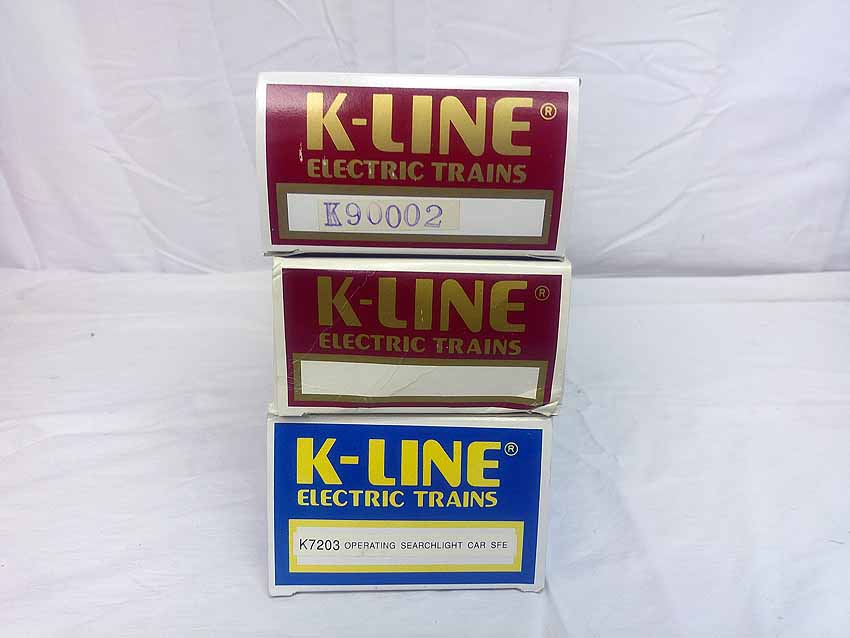 K-LINE®
ELECTRIC TRAINS
K90002
K-LINE®
ELECTRIC TRAINS
K-LINE®
ELECTRIC TRAINS
K7203 OPERATING SEARCHLIGHT CAR SFE